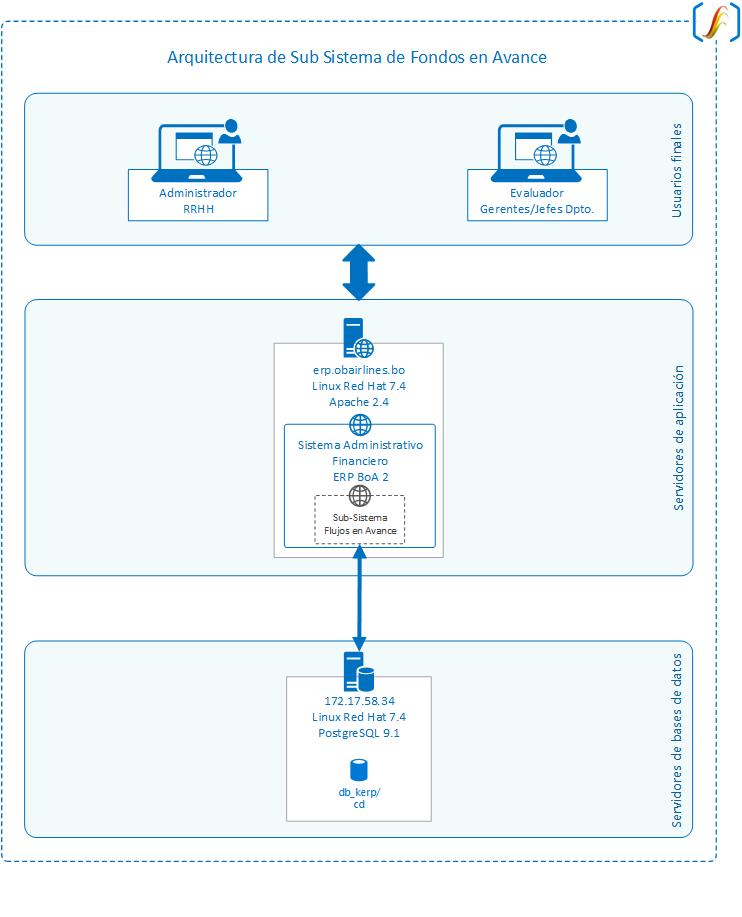 Arquitectura de Sub Sistema de Fondos en Avance
Usuarios finales
Administrador
RRHH
Evaluador
Gerentes/Jefes Dpto.
Servidores de aplicación
erp.obairlines.bo
Linux Red Hat 7.4
Apache 2.4
Sistema Administrativo
Financiero
ERP BoA 2
Sub-Sistema
Flujos en Avance
Servidores de bases de datos
172.17.58.34
Linux Red Hat 7.4
PostgreSQL 9.1
db_kerp/
cd